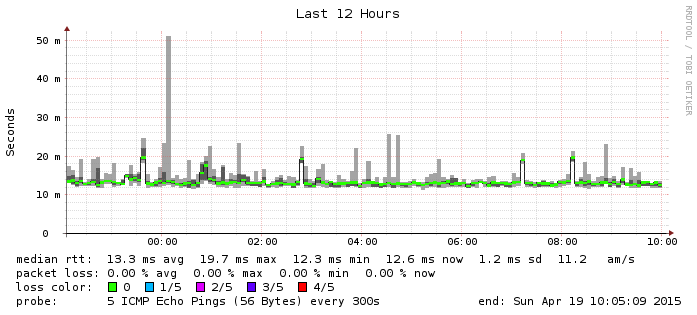 Last 12 Hours
RRDTOOL / TOBI OETIKER
Seconds
50 m
40 m
30 m
20 m
10 m
0
00:00 02:00 04:00 06:00 08:00 10:00
median rtt: 13.3 ms avg 19.7 ms max 12.3 ms min 12.6 ms now 1.2 ms sd 11.2 am/s
packet loss: 0.00 % avg 0.00 % max 0.00 % min 0.00 % now
loss color: 0 1/5 2/5 3/5 4/5
probe: 5 ICMP Echo Pings (56 Bytes) every 300s end: Sun Apr 19 10:05:09 2015